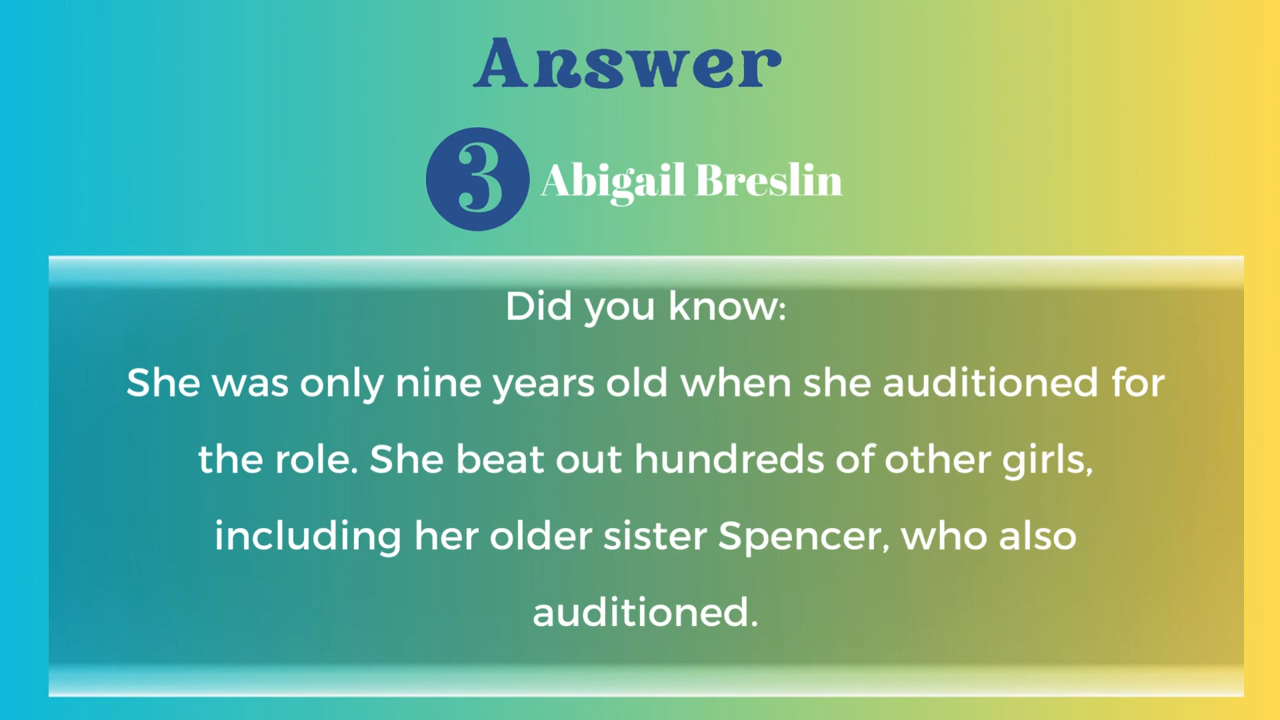 Answer
3 Abigail Breslin
Did you know:
She was only nine years old when she auditioned for
the role. She beat out hundreds of other girls,
including her older sister Spencer, who also
auditioned.